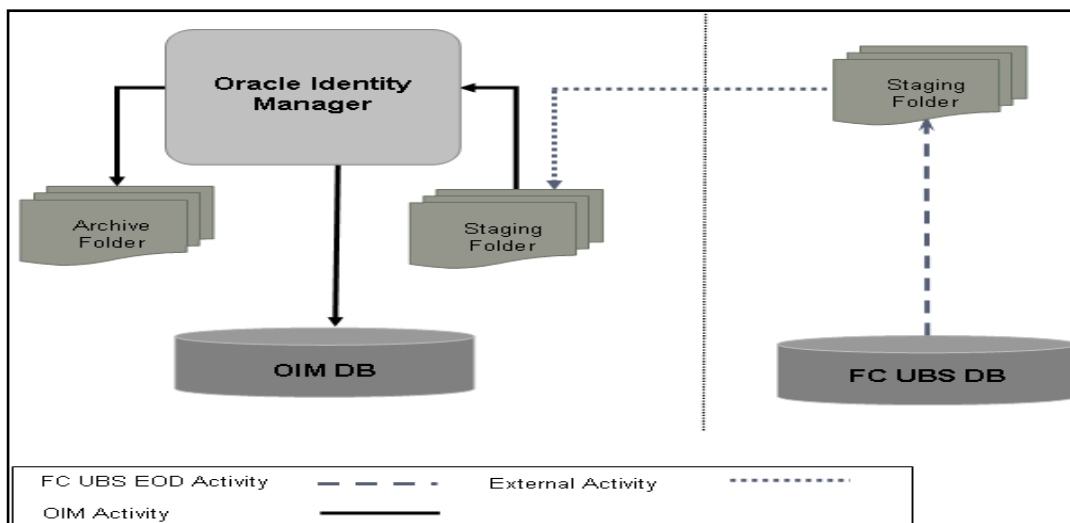 Oracle Identity
Manager
Staging
Folder
Archive
Folder
Staging
Folder
OIM DB
FC UBS DB
FC UBS EOD Activity
External Activity
OIM Activity